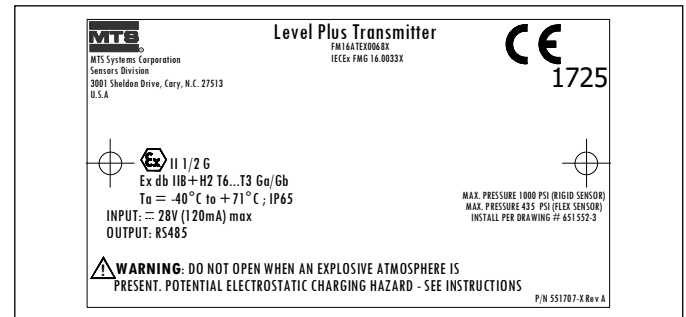 MTS
MTS Systems Corporation
Sensors Division
3001 Sheldon Drive, Cary, N.C. 27513
U.S.A
Level Plus Transmitter
FM16ATEX0068X
IECEx FMG 16.0033X
CE
1725
Ex II 1/2 G
Ex db IIB+H2 T6...T3 Ga/Gb
Ta = -40°C to +71°C ; IP65
INPUT: ⎓ 28V (120mA) max
OUTPUT: RS485
MAX. PRESSURE 1000 PSI (RIGID SENSOR)
MAX. PRESSURE 435 PSI (FLEX SENSOR)
INSTALL PER DRAWING # 651552-3
WARNING: DO NOT OPEN WHEN AN EXPLOSIVE ATMOSPHERE IS
PRESENT. POTENTIAL ELECTROSTATIC CHARGING HAZARD - SEE INSTRUCTIONS
P/N 551707-X Rev A